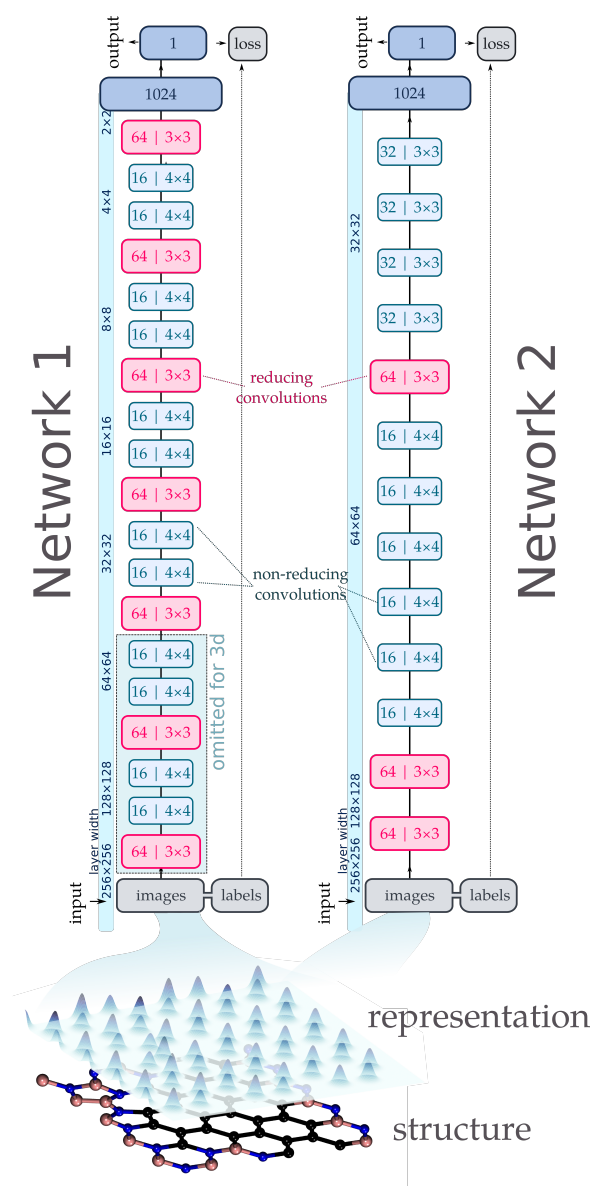 output
1
loss
1024
64 | 3×3
16 | 4×4
16 | 4×4
64 | 3×3
16 | 4×4
16 | 4×4
64 | 3×3
16 | 4×4
16 | 4×4
64 | 3×3
16 | 4×4
16 | 4×4
64 | 3×3
16 | 4×4
16 | 4×4
64 | 3×3
16 | 4×4
16 | 4×4
64 | 3×3
images
labels
input
2×2
4×4
8×8
16×16
32×32
64×64
128×128
256×256
layer width
Network 1
omitted for 3d
reducing
convolutions
non-reducing
convolutions
output
1
loss
1024
32 | 3×3
32 | 3×3
32 | 3×3
32 | 3×3
64 | 3×3
16 | 4×4
16 | 4×4
16 | 4×4
16 | 4×4
16 | 4×4
16 | 4×4
64 | 3×3
64 | 3×3
images
labels
input
32×32
64×64
128×128
256×256
layer width
Network 2
representation
structure